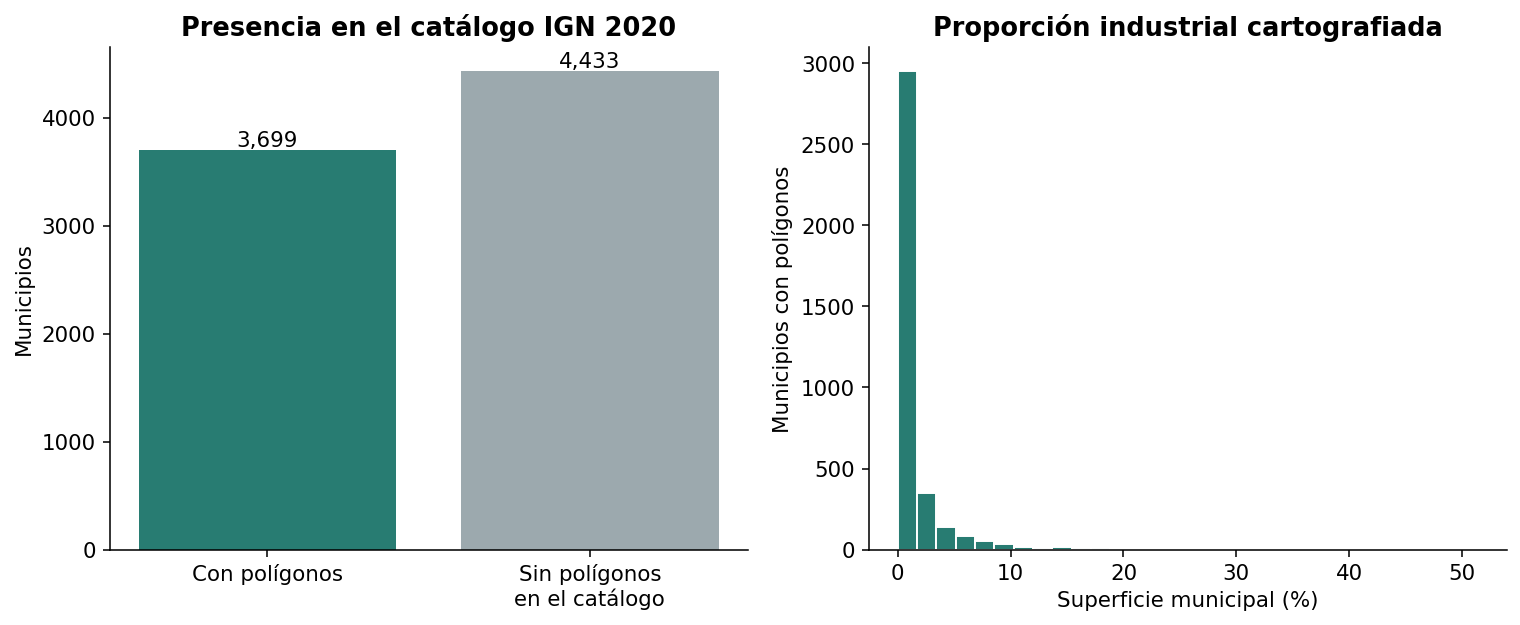 Presencia en el catálogo IGN 2020
Municipios
4000
3000
2000
1000
0
3,699
4,433
Con polígonos
Sin polígonos
en el catálogo
Proporción industrial cartografiada
Municipios con polígonos
3000
2500
2000
1500
1000
500
0
0 10 20 30 40 50
Superficie municipal (%)